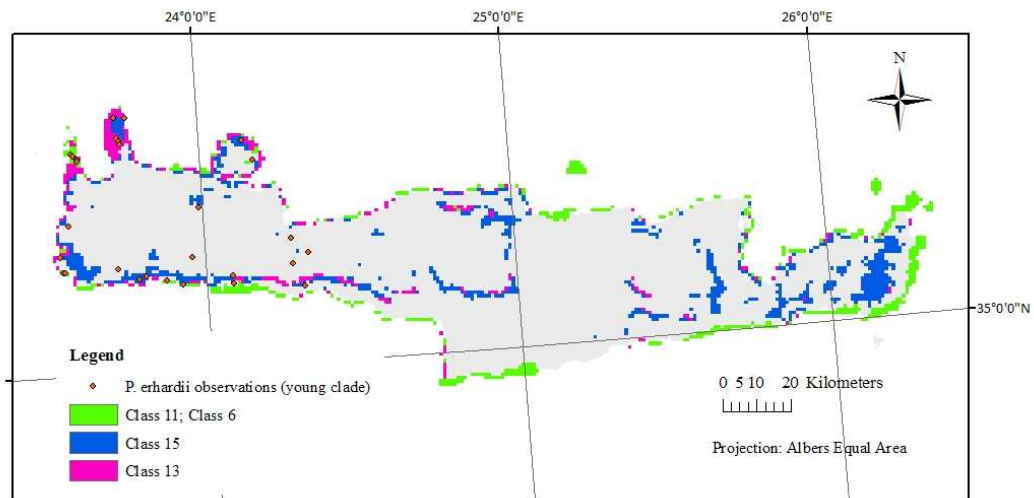 24°0'0"E
25°0'0"E
26°0'0"E
N
35°0'0"N
Legend
P. erhardii observations (young clade)
Class 11; Class 6
Class 15
Class 13
0 5 10 20 Kilometers
Projection: Albers Equal Area